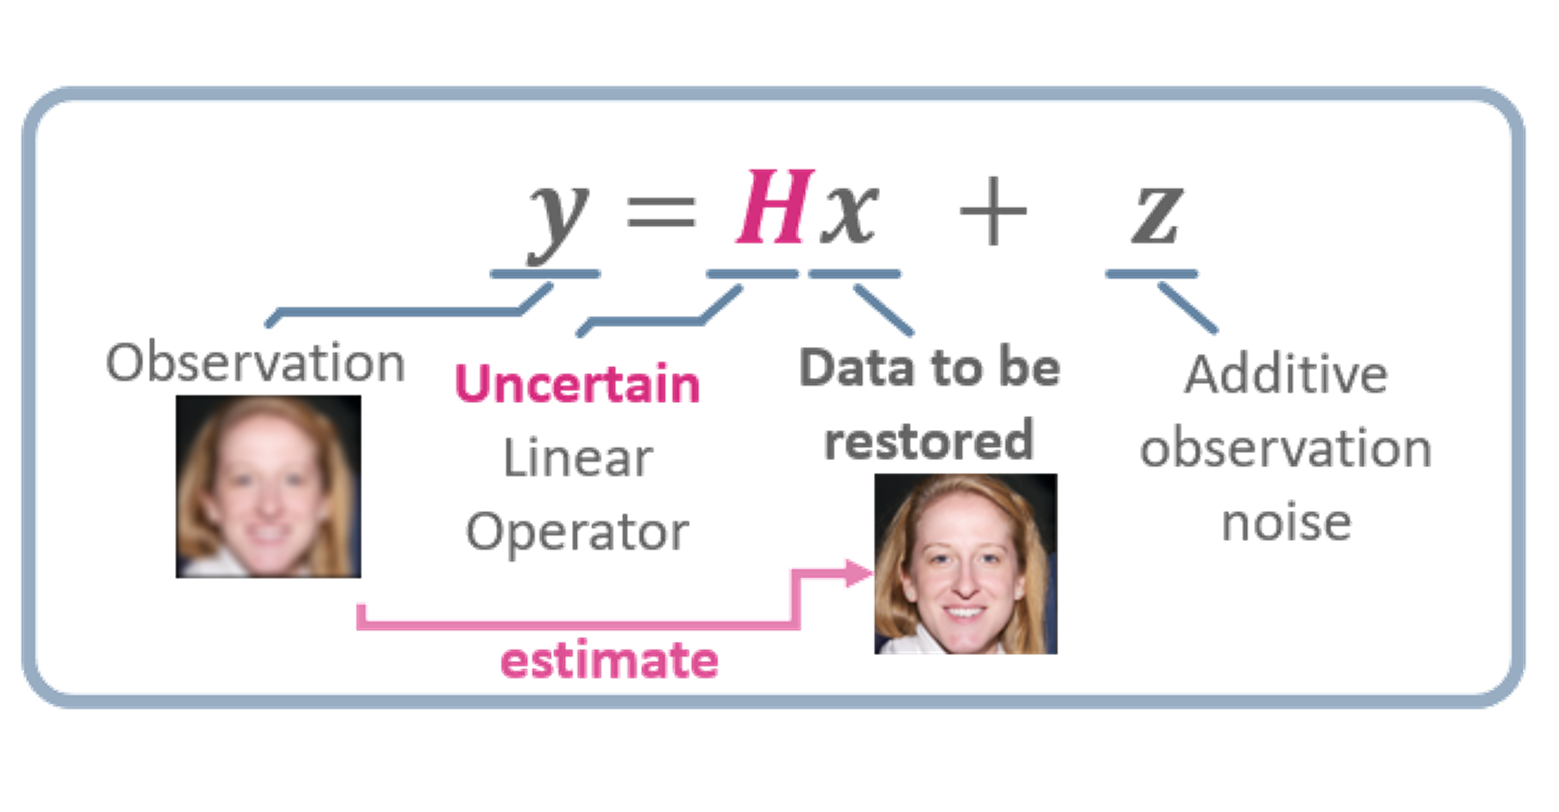 y = Hx + z
Observation
Uncertain
Linear
Operator
Data to be
restored
Additive
observation
noise
estimate